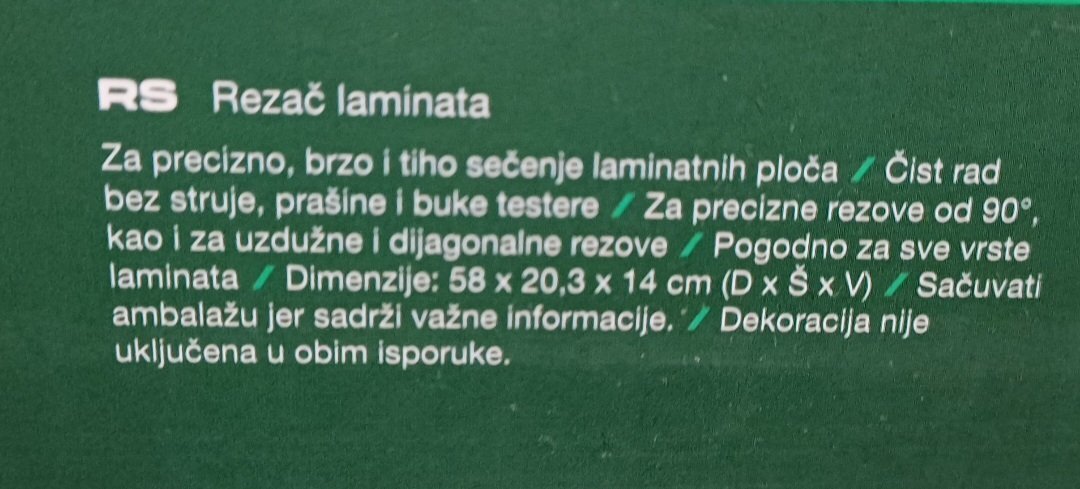 RS Rezač laminata
Za precizno, brzo i tiho sečenje laminatnih ploča / Čist rad
bez struje, prašine i buke testere / Za precizne rezove od 90°,
kao i za uzdužne i dijagonalne rezove / Pogodno za sve vrste
laminata / Dimenzije: 58 x 20,3 x 14 cm (D x Š x V) / Sačuvati
ambalažu jer sadrži važne informacije. / Dekoracija nije
uključena u obim isporuke.